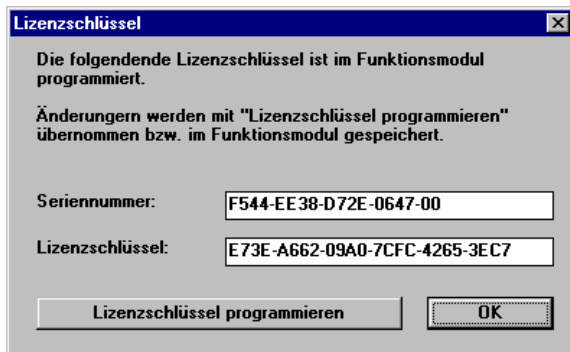 Lizenzschlüssel
Die folgendende Lizenzschlüssel ist im Funktionsmodul
programmiert.
Änderungern werden mit "Lizenzschlüssel programmieren"
übernommen bzw. im Funktionsmodul gespeichert.
Seriennummer: F544-EE38-D72E-0647-00
Lizenzschlüssel: E73E-A662-09A0-7CFC-4265-3EC7
Lizenzschlüssel programmieren OK